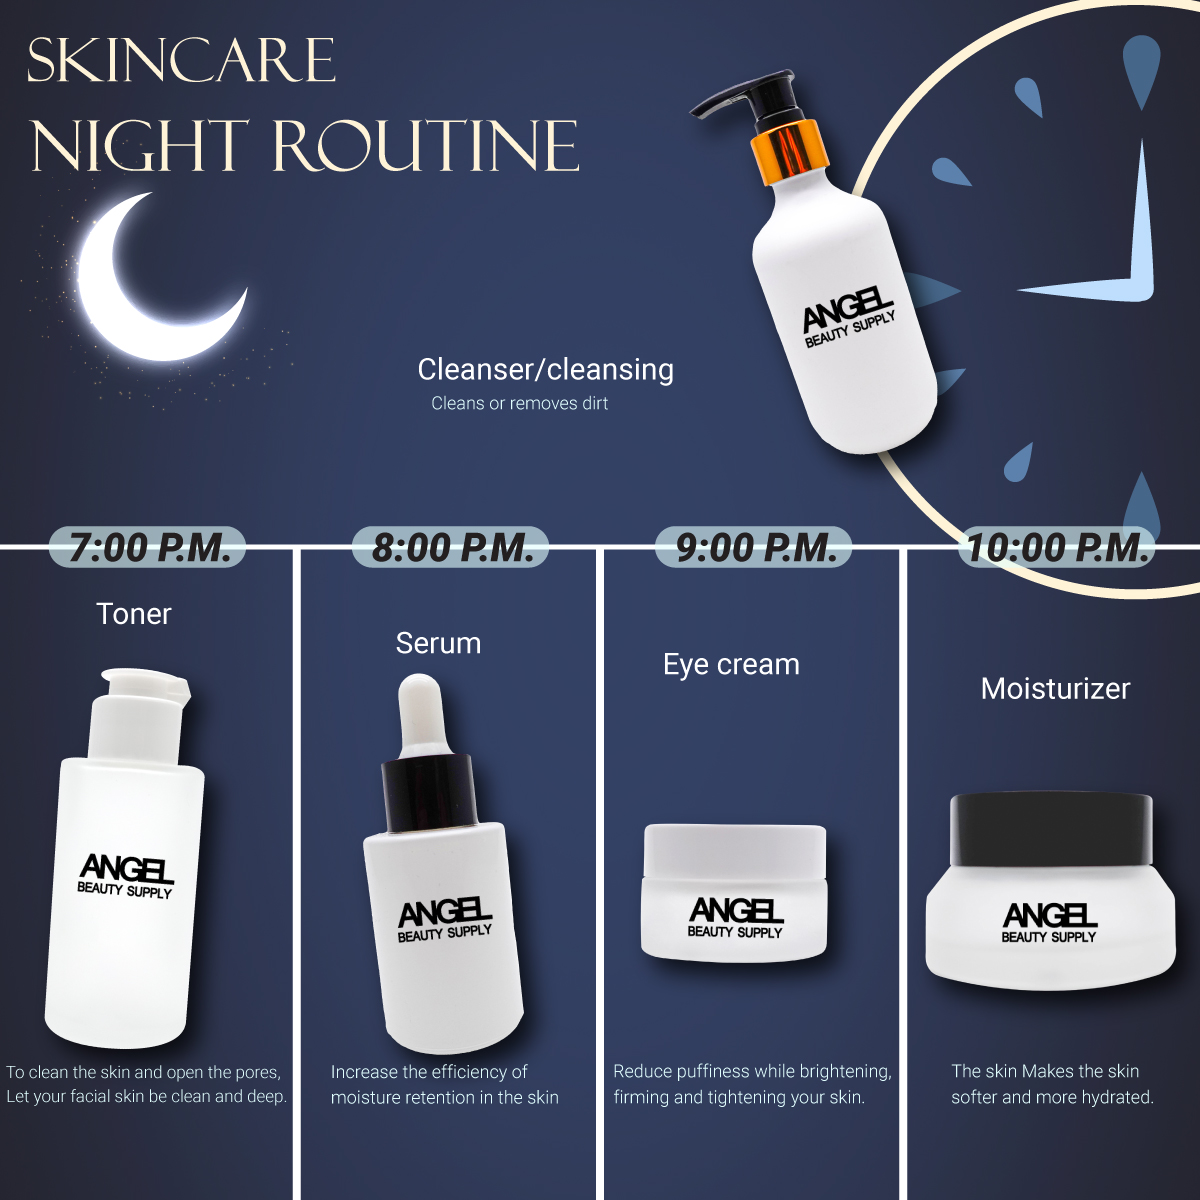 SKINCARE
NIGHT ROUTINE
ANGEL
BEAUTY SUPPLY
Cleanser/cleansing
Cleans or removes dirt
7:00 P.M.
Toner
ANGEL
BEAUTY SUPPLY
To clean the skin and open the pores,
Let your facial skin be clean and deep.
8:00 P.M.
Serum
ANGEL
BEAUTY SUPPLY
Increase the efficiency of
moisture retention in the skin
9:00 P.M.
Eye cream
ANGEL
BEAUTY SUPPLY
Reduce puffiness while brightening,
firming and tightening your skin.
10:00 P.M.
Moisturizer
ANGEL
BEAUTY SUPPLY
The skin Makes the skin
softer and more hydrated.